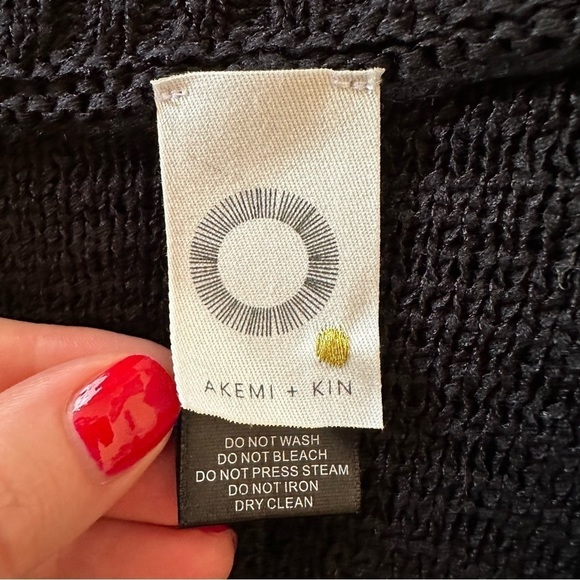 AKEMI + KIN
DO NOT WASH
DO NOT BLEACH
DO NOT PRESS STEAM
DO NOT IRON
DRY CLEAN